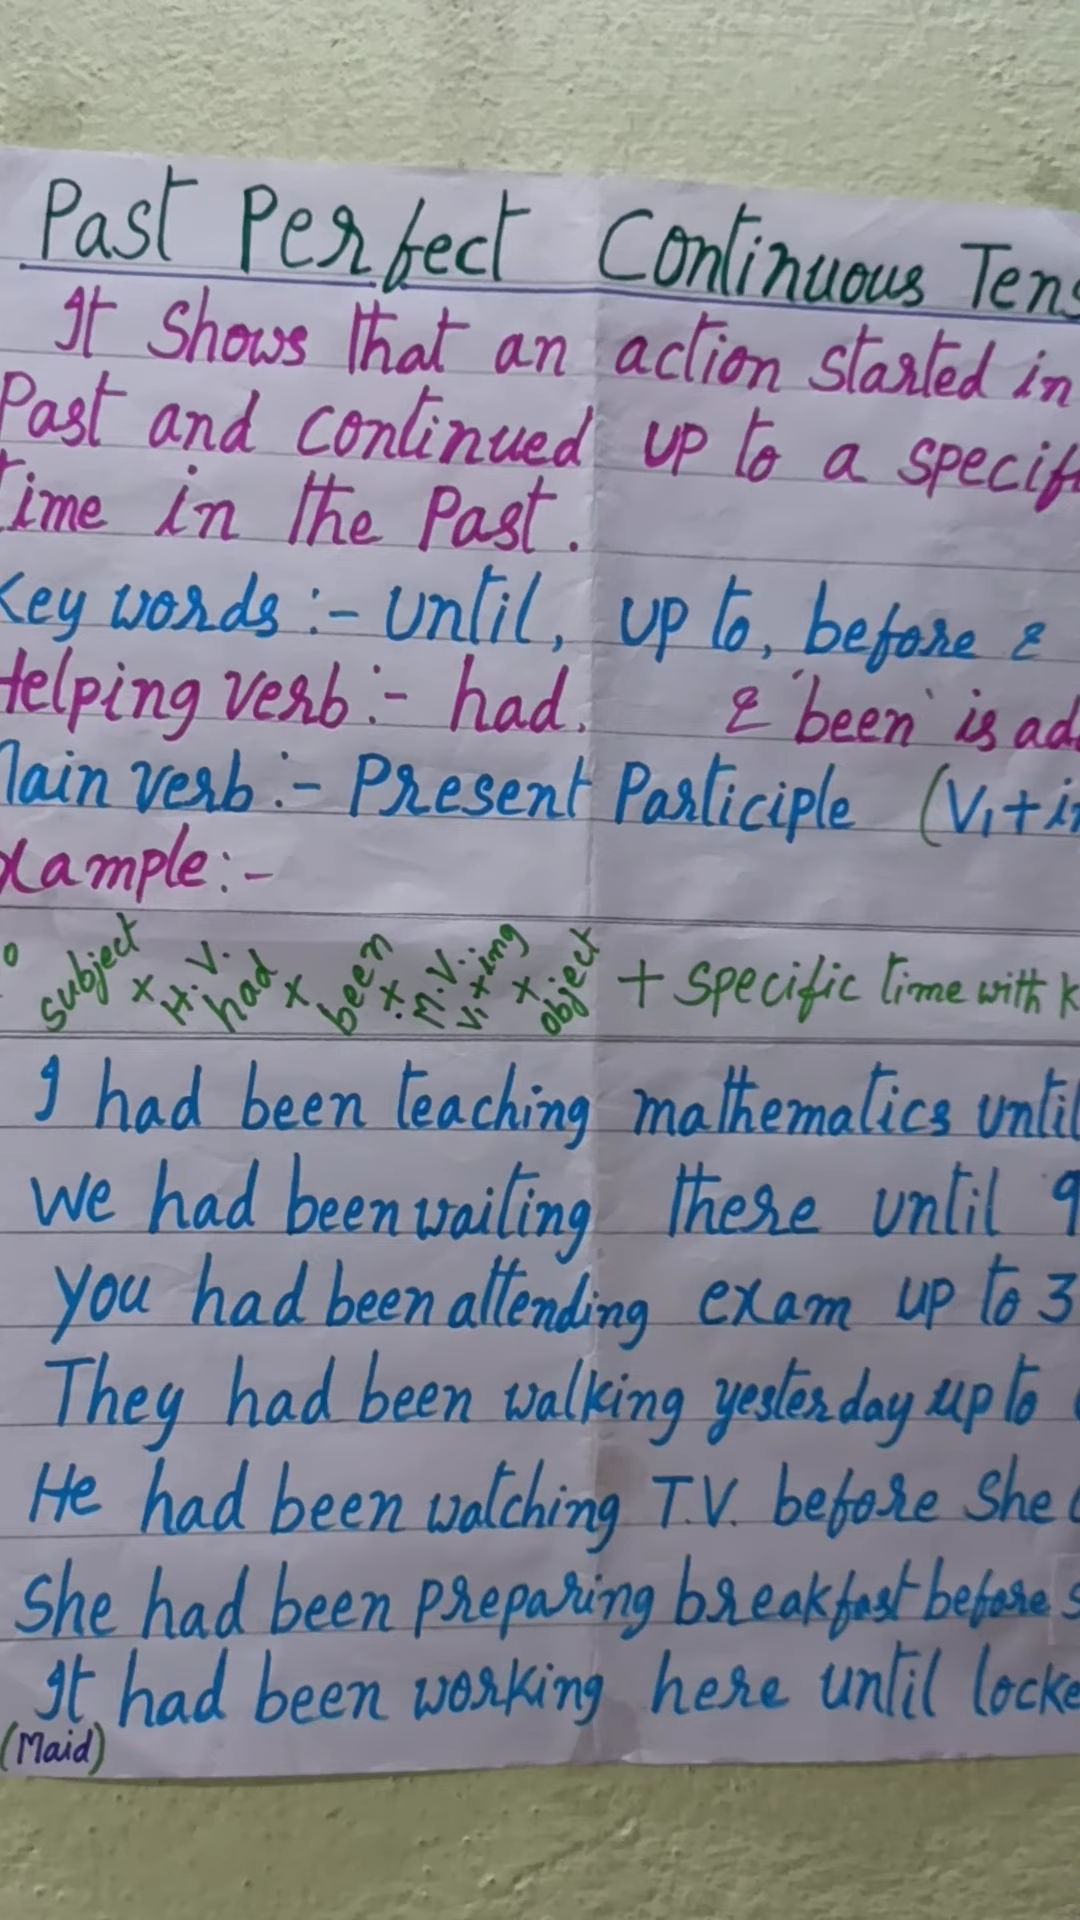 Past Perfect Continuous Tens
It shows that an action started in
Past and continued up to a specifi
time in the Past.
Key words :- until, up to, before &
Helping verb :- had. & 'been' is ad
Main verb :- Present Participle (V1 + in
xample :-
subject x H.V. had x been x M.V. V1 + ing x object + specific time with k
I had been teaching mathematics until
We had been waiting there until 9
you had been attending exam up to 3
They had been walking yesterday up to
He had been watching T.V. before she
She had been preparing breakfast before s
It had been working here until locke
(Maid)